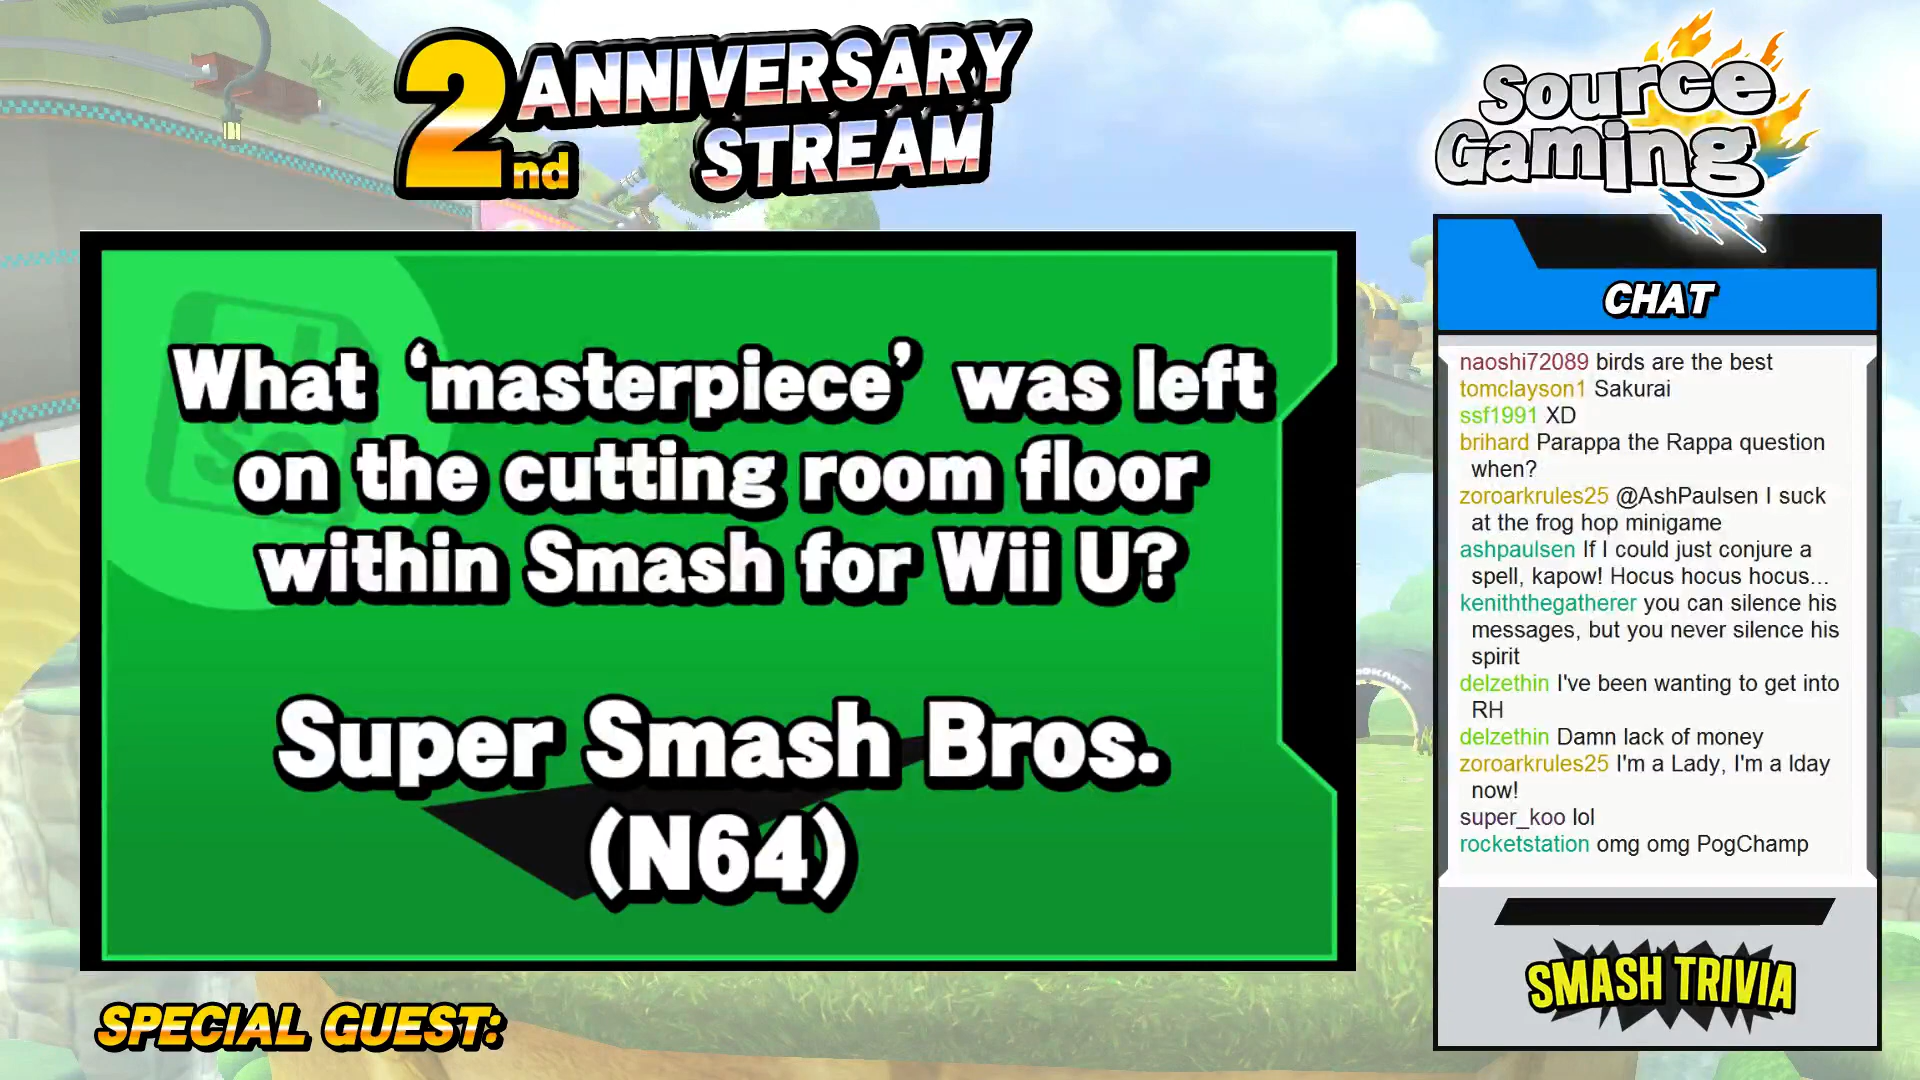 2nd ANNIVERSARY
STREAM
Source
Gaming
What ‘masterpiece’ was left
on the cutting room floor
within Smash for Wii U?
Super Smash Bros.
(N64)
CHAT
naoshi72089 birds are the best
tomclayson1 Sakurai
ssf1991 XD
brihard Parappa the Rappa question
when?
zoroarkrules25 @AshPaulsen I suck
at the frog hop minigame
ashpaulsen If I could just conjure a
spell, kapow! Hocus hocus hocus...
keniththegatherer you can silence his
messages, but you never silence his
spirit
delzethin I've been wanting to get into
RH
delzethin Damn lack of money
zoroarkrules25 I'm a Lady, I'm a lday
now!
super_koo lol
rocketstation omg omg PogChamp
SMASH TRIVIA
SPECIAL GUEST: